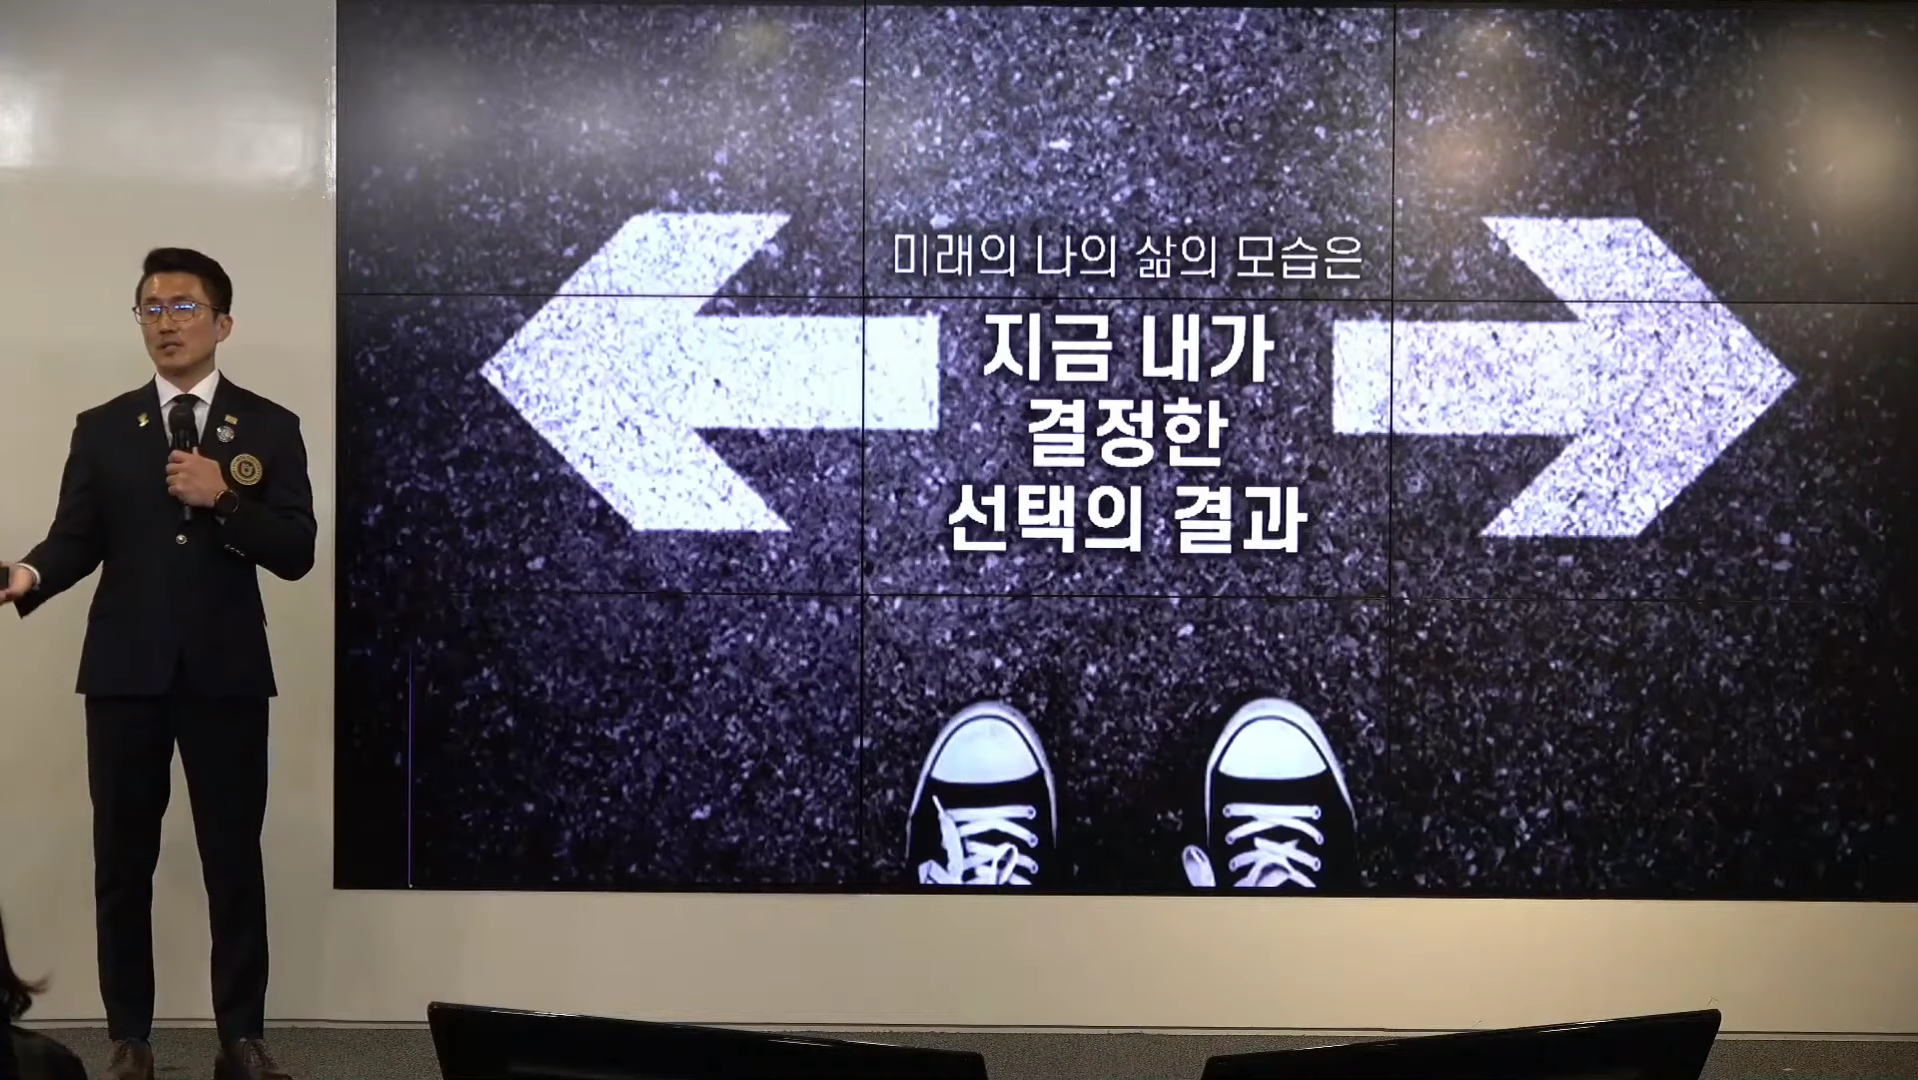 미래의 나의 삶의 모습은
지금 내가
결정한
선택의 결과